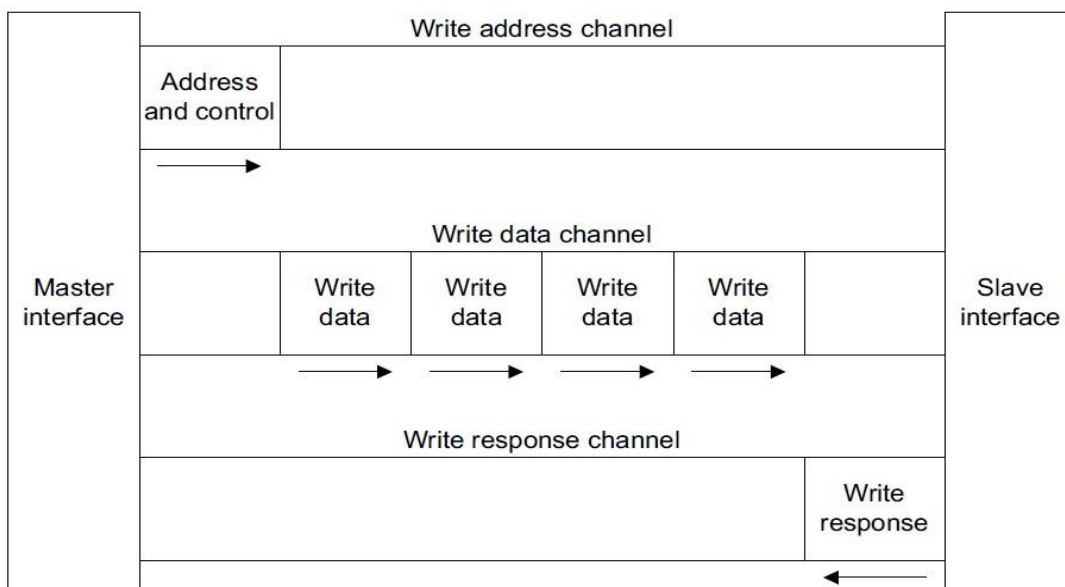 Write address channel
Address
and control
Write data channel
Master
interface
Write
data
Write
data
Write
data
Write
data
Slave
interface
Write response channel
Write
response